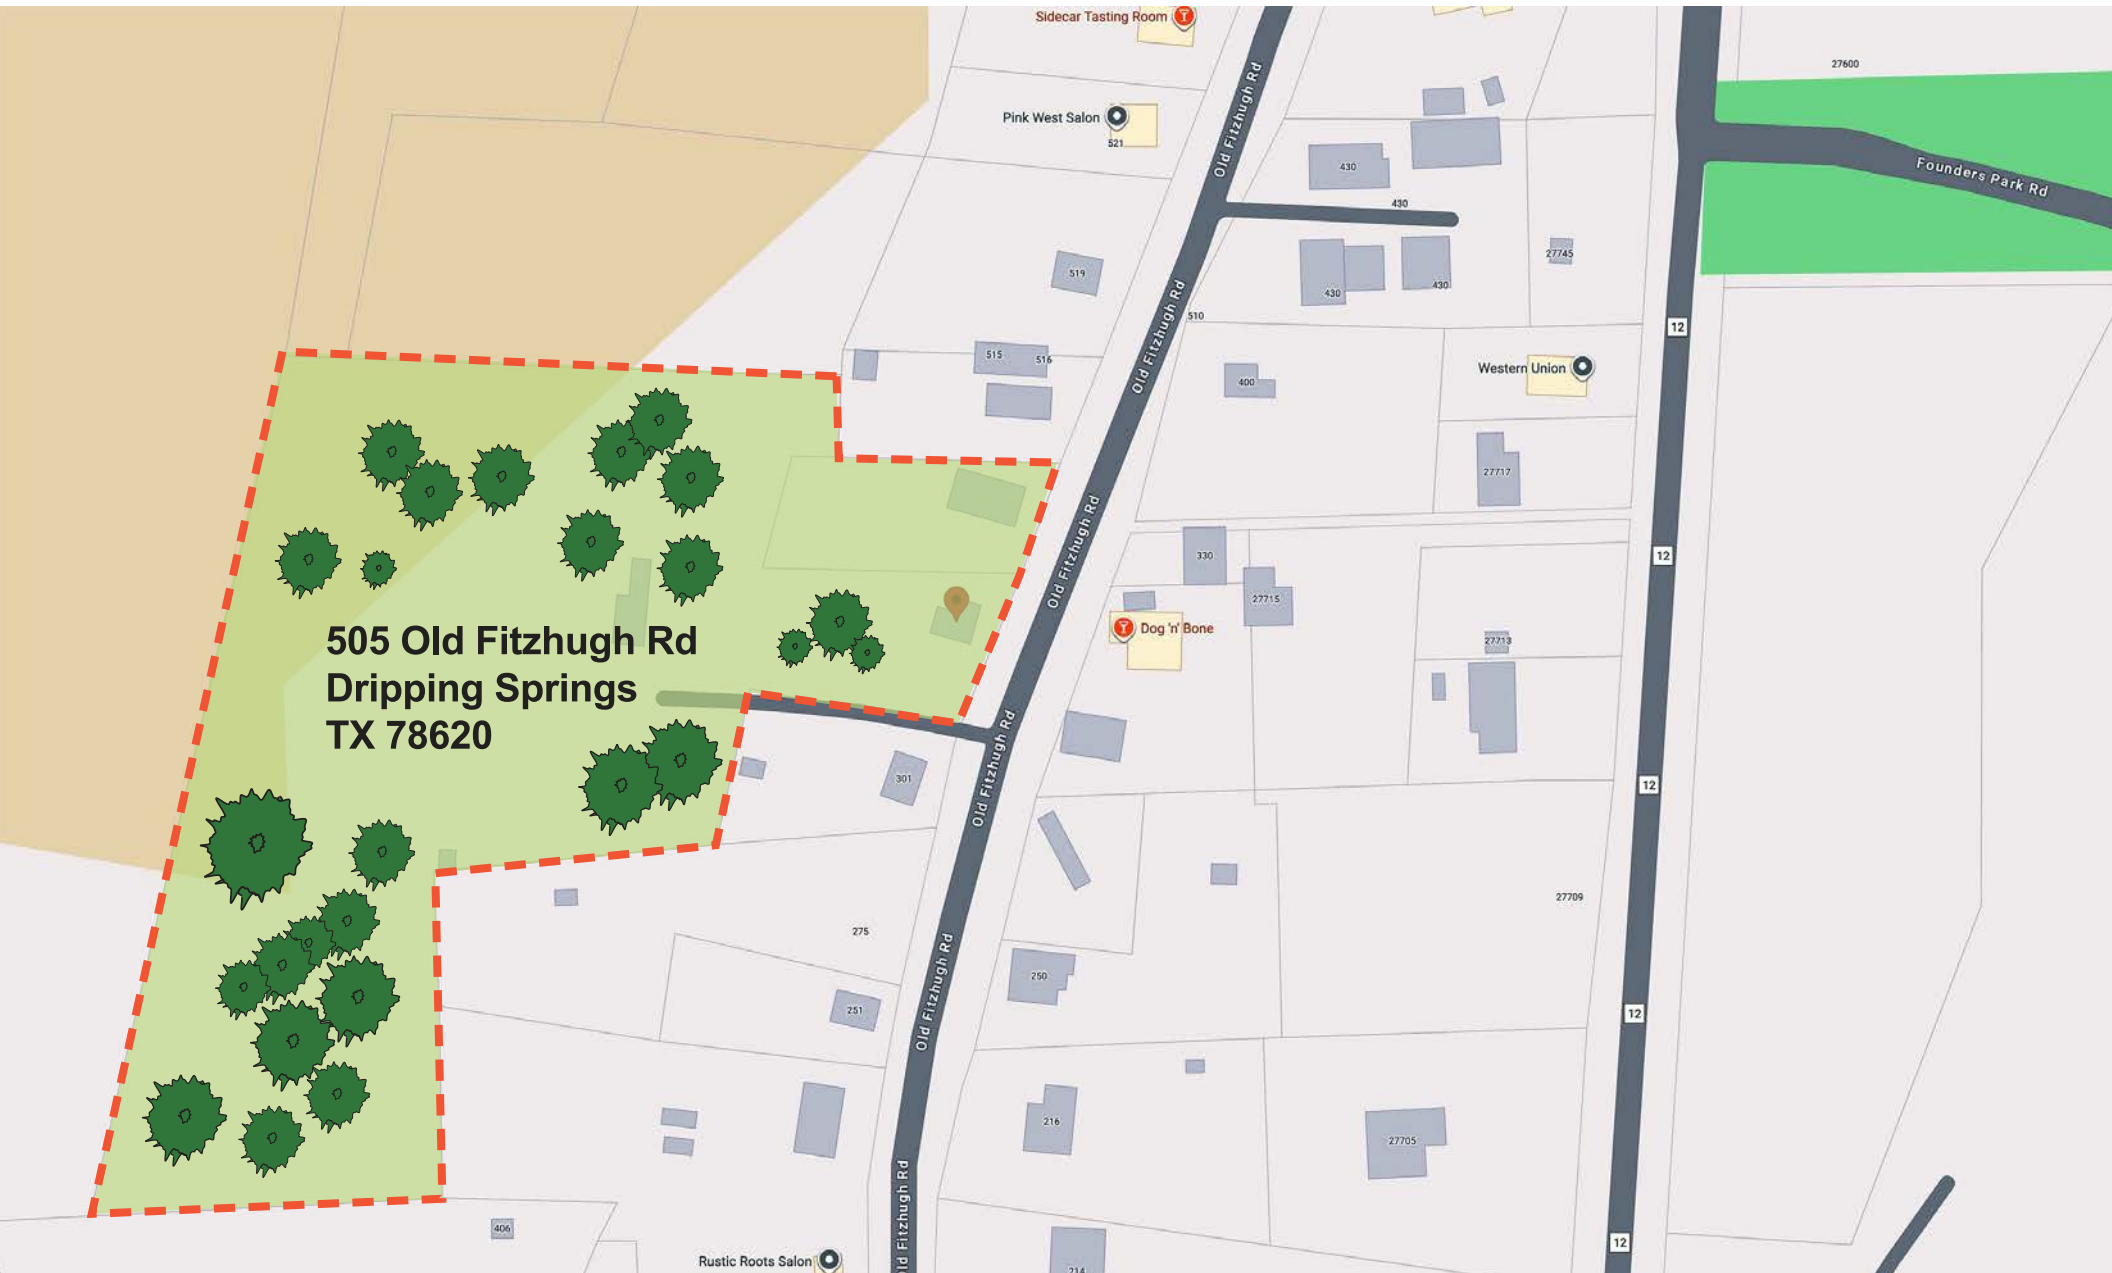 Sidecar Tasting Room
27600
Pink West Salon
521
Old Fitzhugh Rd
430
Founders Park Rd
430
519
27745
430
430
510
Old Fitzhugh Rd
12
515
516
Western Union
400
27717
Old Fitzhugh Rd
330
12
27715
Dog 'n' Bone
27713
505 Old Fitzhugh Rd
Dripping Springs
TX 78620
Old Fitzhugh Rd
301
12
27709
275
Old Fitzhugh Rd
250
251
12
216
27705
Old Fitzhugh Rd
406
12
Rustic Roots Salon
214